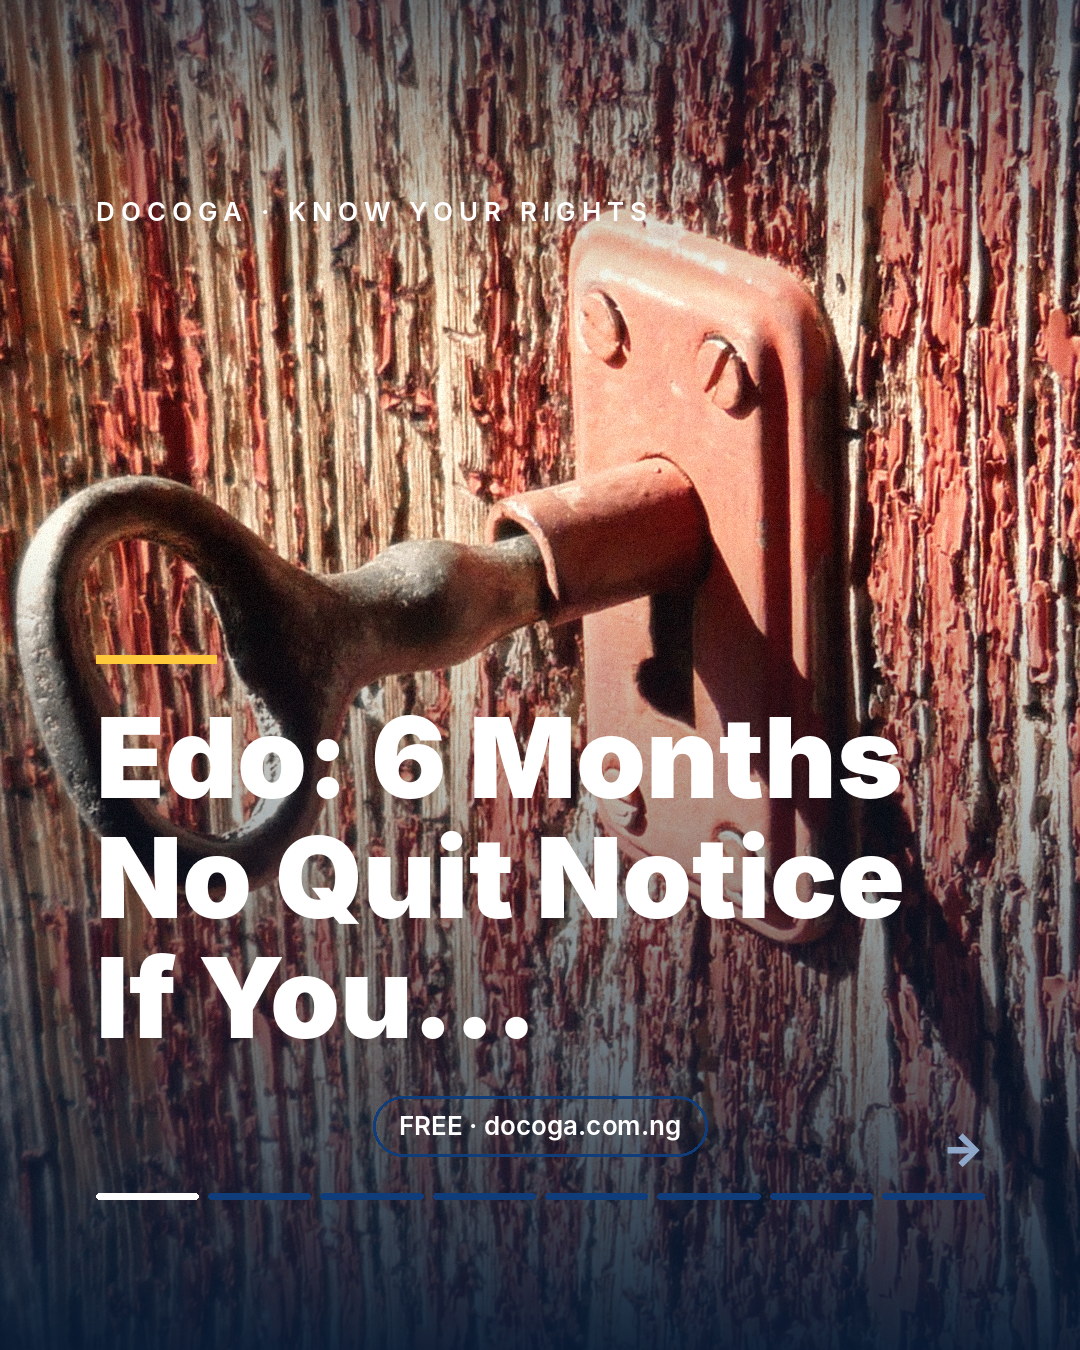 DOCOGA · KNOW YOUR RIGHTS
Edo: 6 Months
No Quit Notice
If You...
FREE · docoga.com.ng